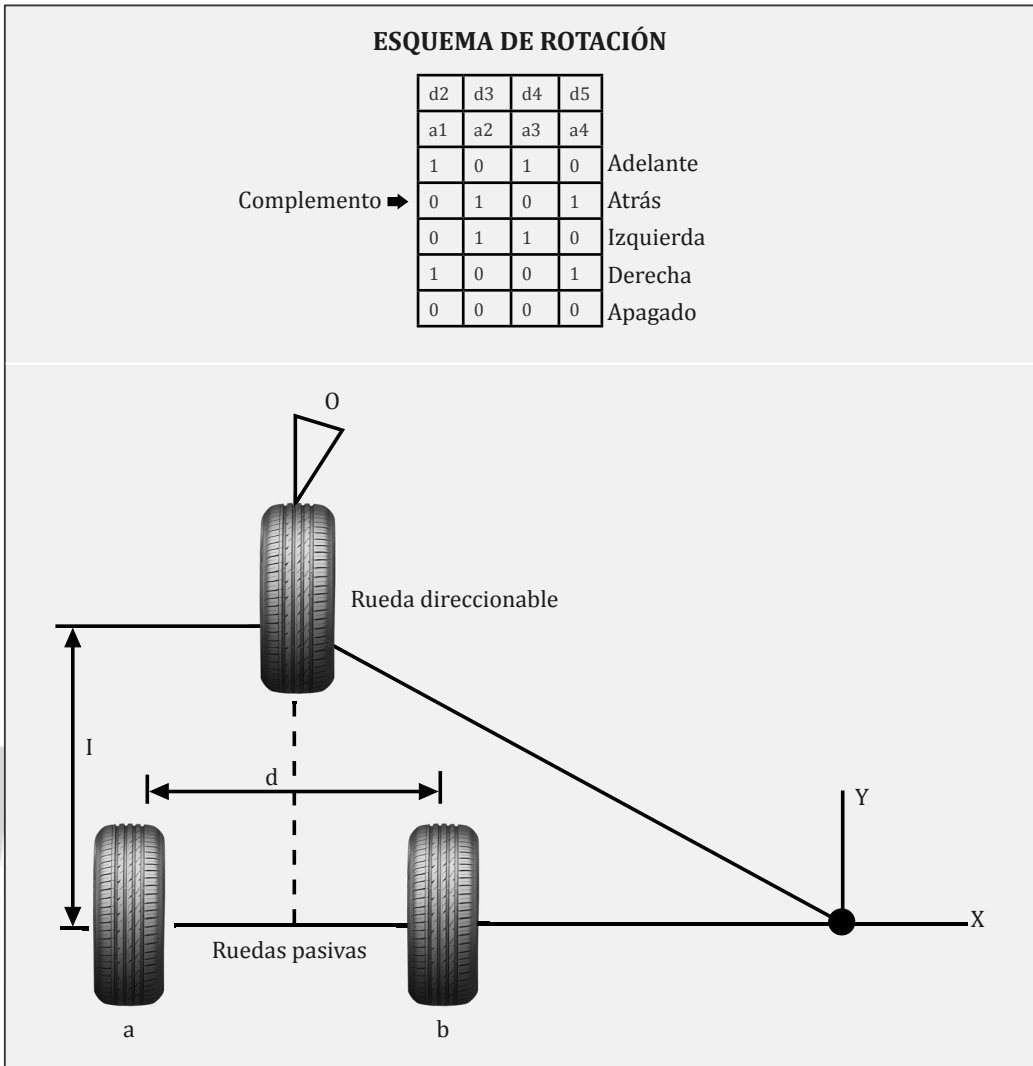 ESQUEMA DE ROTACIÓN
d2 d3 d4 d5
a1 a2 a3 a4
1 0 1 0 Adelante
Complemento 0 1 0 1 Atrás
0 1 1 0 Izquierda
1 0 0 1 Derecha
0 0 0 0 Apagado
O
Rueda direccionable
I
d
Y
X
Ruedas pasivas
a b